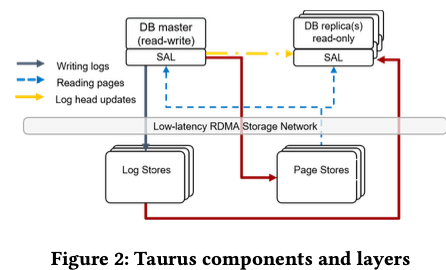 DB master
(read-write)
SAL
DB replica(s)
read-only
SAL
Writing logs
Reading pages
Log head updates
Low-latency RDMA Storage Network
Log Stores
Page Stores
Figure 2: Taurus components and layers